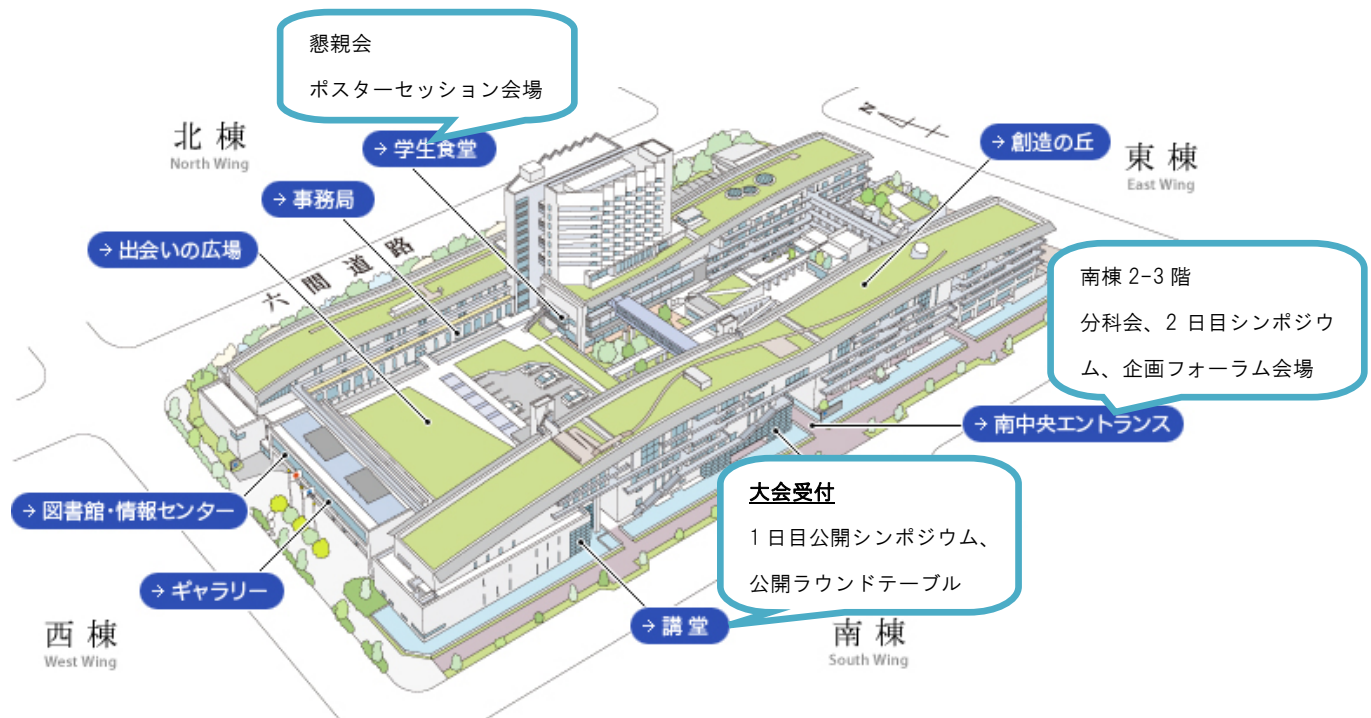 懇親会
ポスターセッション会場
北棟
North Wing
→ 学生食堂
N
→ 創造の丘
東棟
East Wing
→ 事務局
→ 出会いの広場
六間道路
南棟 2-3 階
分科会、2 日目シンポジウ
ム、企画フォーラム会場
→ 南中央エントランス
大会受付
1 日目公開シンポジウム、
公開ラウンドテーブル
→ 図書館・情報センター
→ ギャラリー
→ 講堂
西棟
West Wing
南棟
South Wing